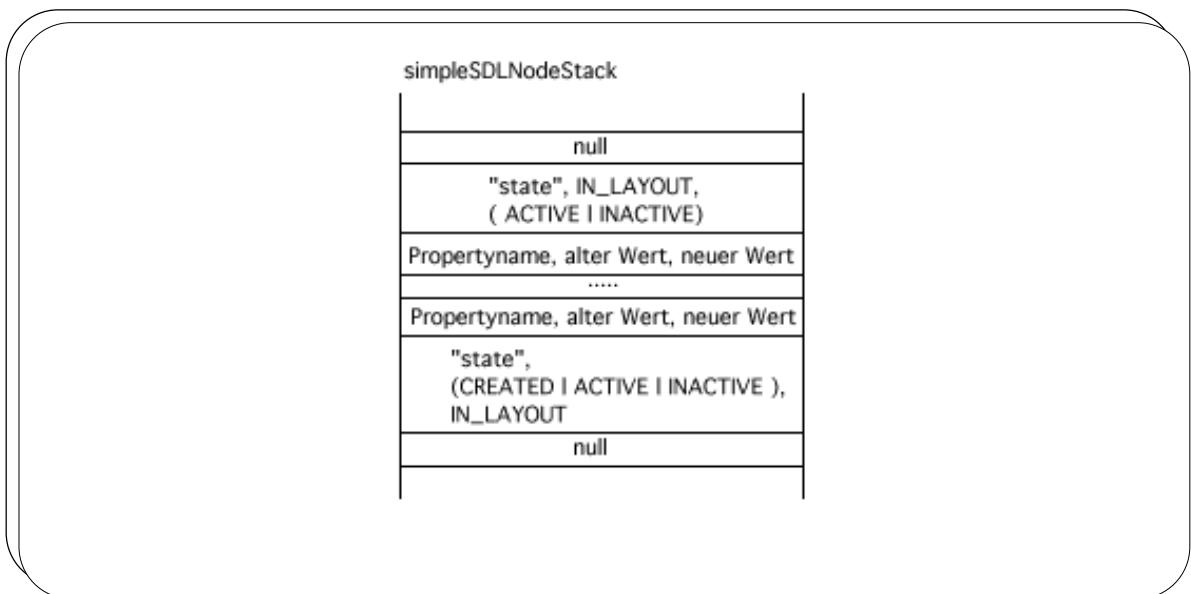 simpleSDLNodeStack
null
"state", IN_LAYOUT,
( ACTIVE | INACTIVE)
Propertyname, alter Wert, neuer Wert
.....
Propertyname, alter Wert, neuer Wert
"state",
(CREATED | ACTIVE | INACTIVE ),
IN_LAYOUT
null